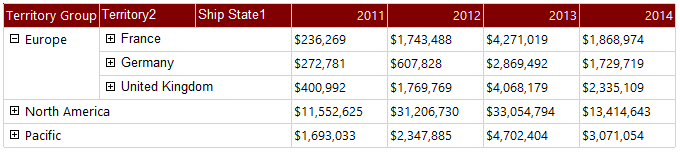 Territory Group Territory2 Ship State1 2011 2012 2013 2014
Europe France $236,269 $1,743,488 $4,271,019 $1,868,974
Germany $272,781 $607,828 $2,869,492 $1,729,719
United Kingdom $400,992 $1,769,769 $4,068,179 $2,335,109
North America $11,552,625 $31,206,730 $33,054,794 $13,414,643
Pacific $1,693,033 $2,347,885 $4,702,404 $3,071,054